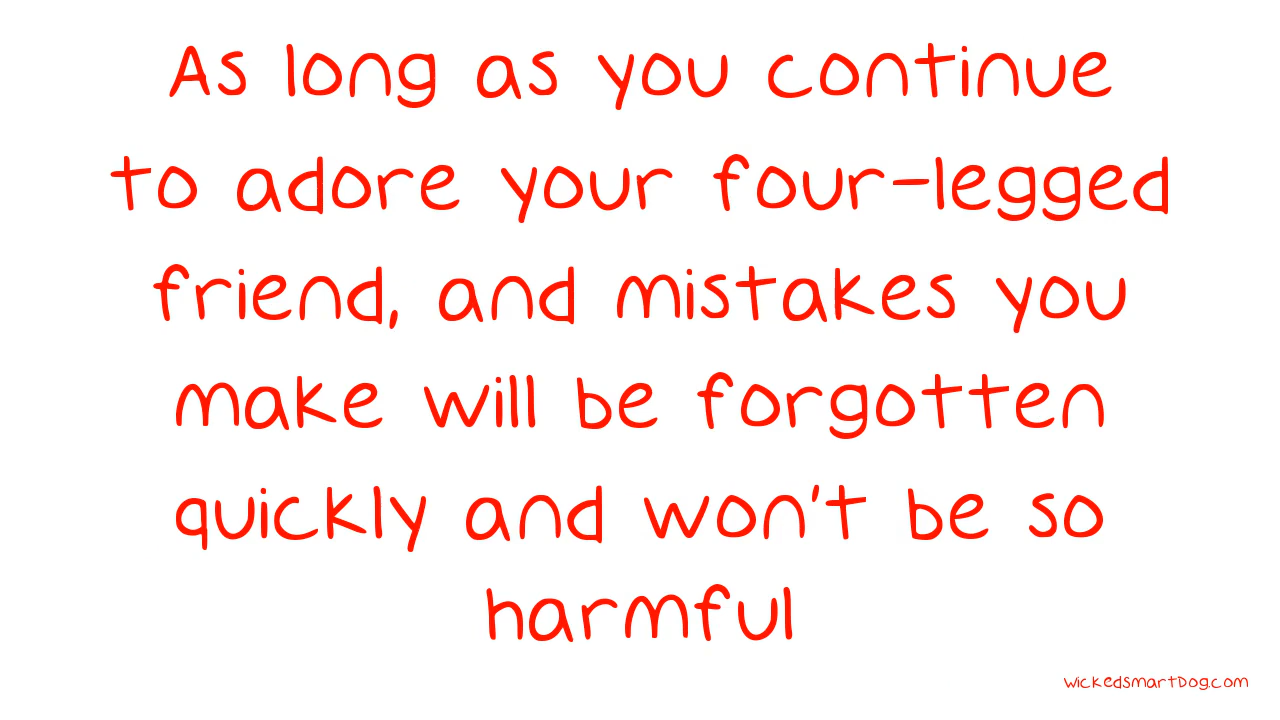 As long as you continue
to adore your four-legged
friend, and mistakes you
make will be forgotten
quickly and won't be so
harmful
wickedsmartDog.com